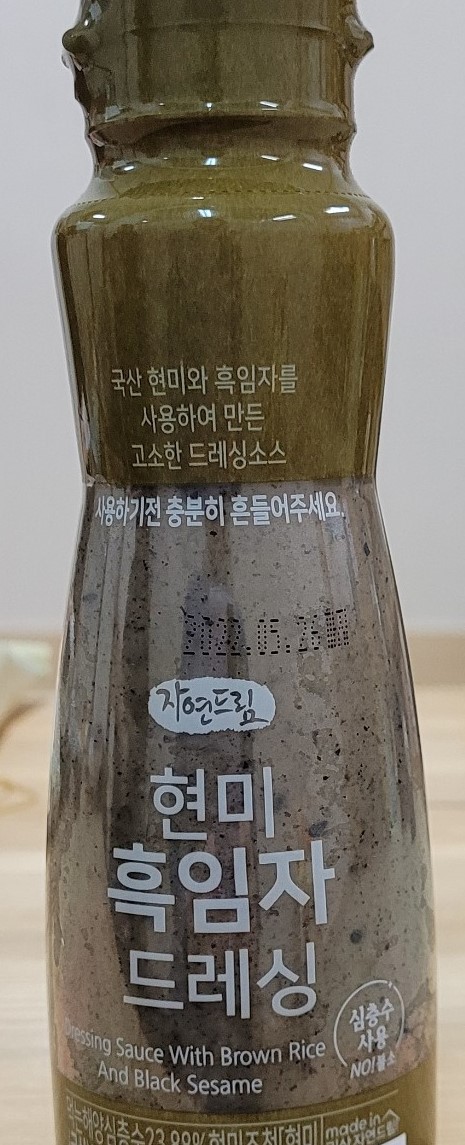 국산 현미와 흑임자를
사용하여 만든
고소한 드레싱소스
사용하기전 충분히 흔들어주세요.
2022.05.26
자연드림
현미
흑임자
드레싱
심층수
사용
NO!불소
Dressing Sauce With Brown Rice
And Black Sesame
made in